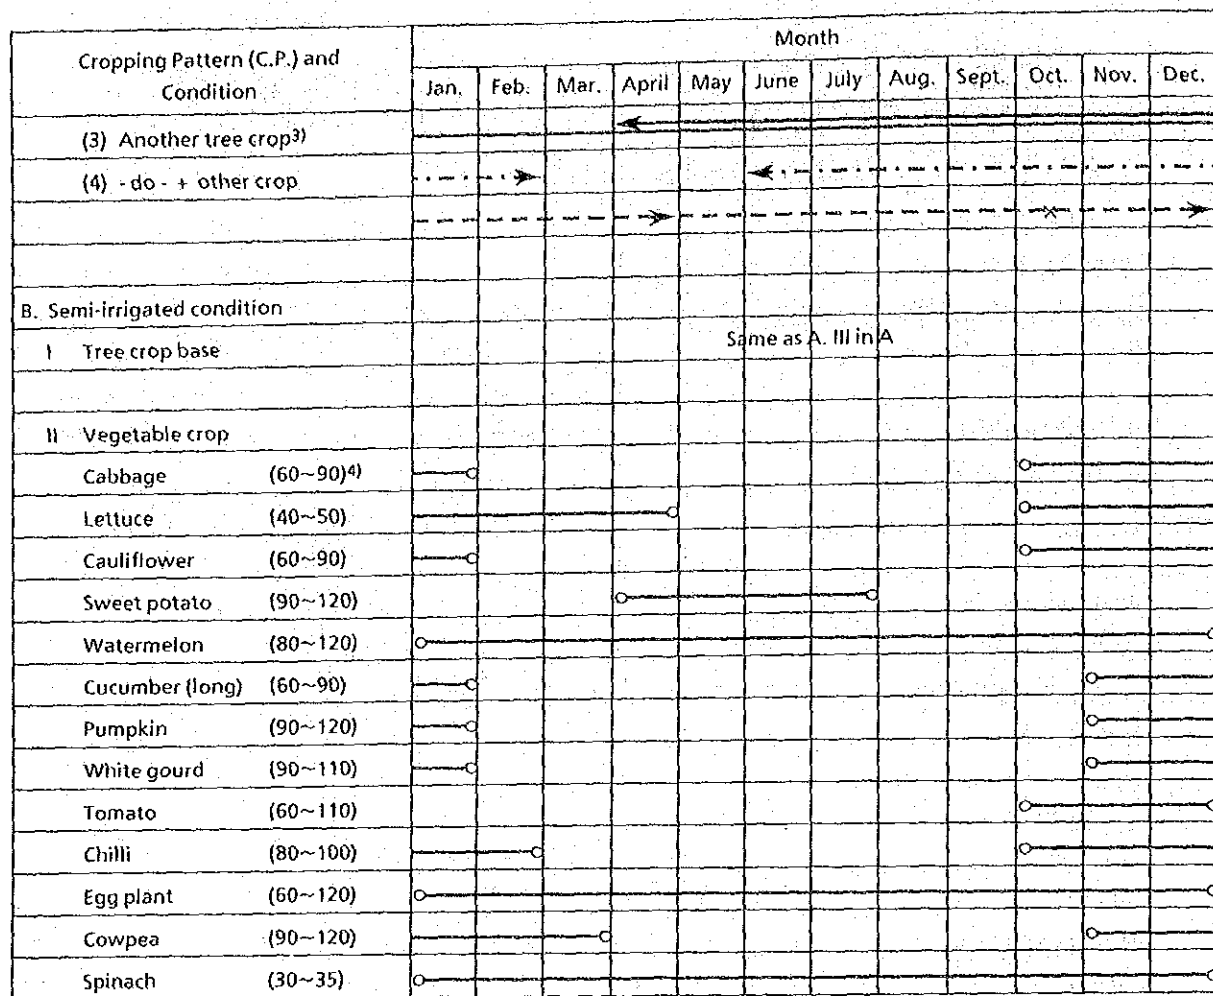 Cropping Pattern (C.P.) and
Condition
Month
Jan. Feb. Mar. April May June July Aug. Sept. Oct. Nov. Dec.
(3) Another tree crop3)
(4) - do - + other crop
B. Semi-irrigated condition
I Tree crop base
Same as A. III in A
II Vegetable crop
Cabbage (60~90)4)
Lettuce (40~50)
Cauliflower (60~90)
Sweet potato (90~120)
Watermelon (80~120)
Cucumber (long) (60~90)
Pumpkin (90~120)
White gourd (90~110)
Tomato (60~110)
Chilli (80~100)
Egg plant (60~120)
Cowpea (90~120)
Spinach (30~35)